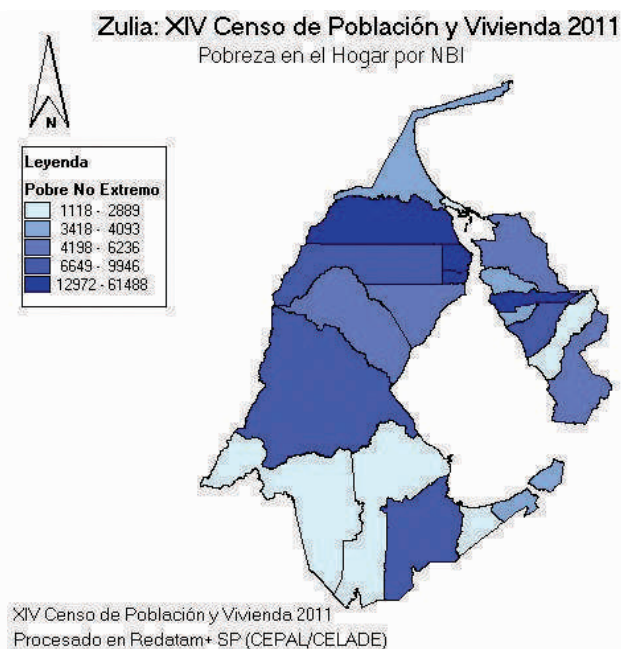 Zulia: XIV Censo de Población y Vivienda 2011
Pobreza en el Hogar por NBI
N
Leyenda
Pobre No Extremo
1118 - 2889
3418 - 4093
4198 - 6236
6649 - 9946
12972 - 61488
XIV Censo de Población y Vivienda 2011
Procesado en Redatam+ SP (CEPAL/CELADE)